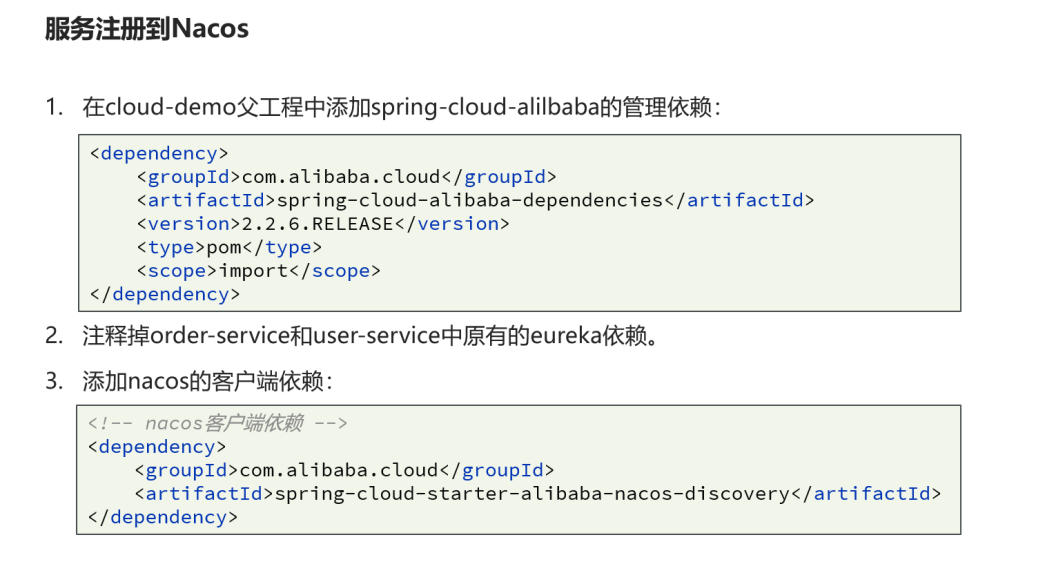 服务注册到Nacos
1. 在cloud-demo父工程中添加spring-cloud-alilbaba的管理依赖：
<dependency>
    <groupId>com.alibaba.cloud</groupId>
    <artifactId>spring-cloud-alibaba-dependencies</artifactId>
    <version>2.2.6.RELEASE</version>
    <type>pom</type>
    <scope>import</scope>
</dependency>
2. 注释掉order-service和user-service中原有的eureka依赖。
3. 添加nacos的客户端依赖：
<!-- nacos客户端依赖 -->
<dependency>
    <groupId>com.alibaba.cloud</groupId>
    <artifactId>spring-cloud-starter-alibaba-nacos-discovery</artifactId>
</dependency>